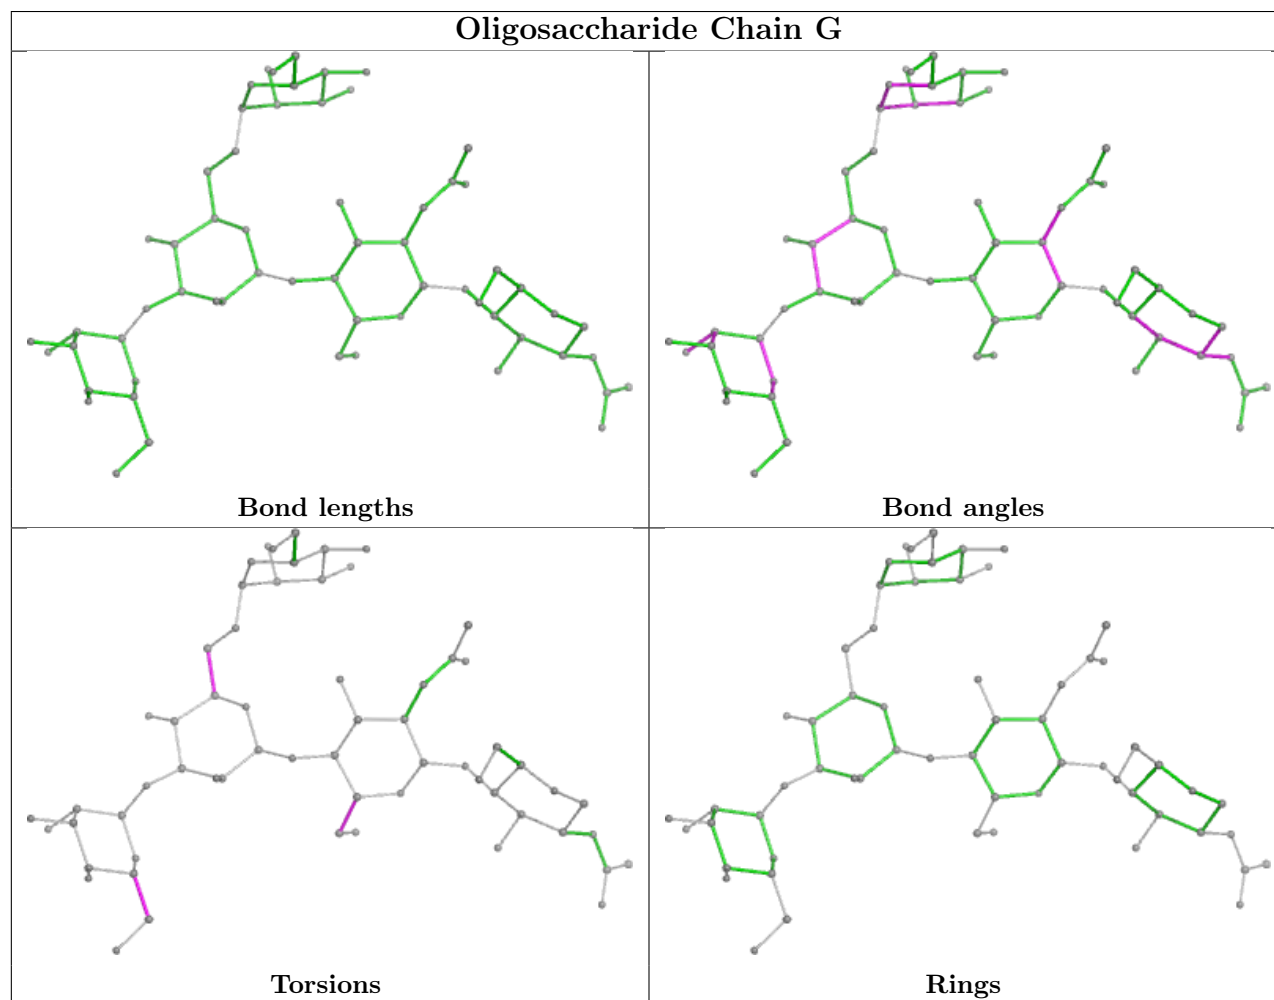 Oligosaccharide Chain G
Bond lengths
Bond angles
Torsions
Rings